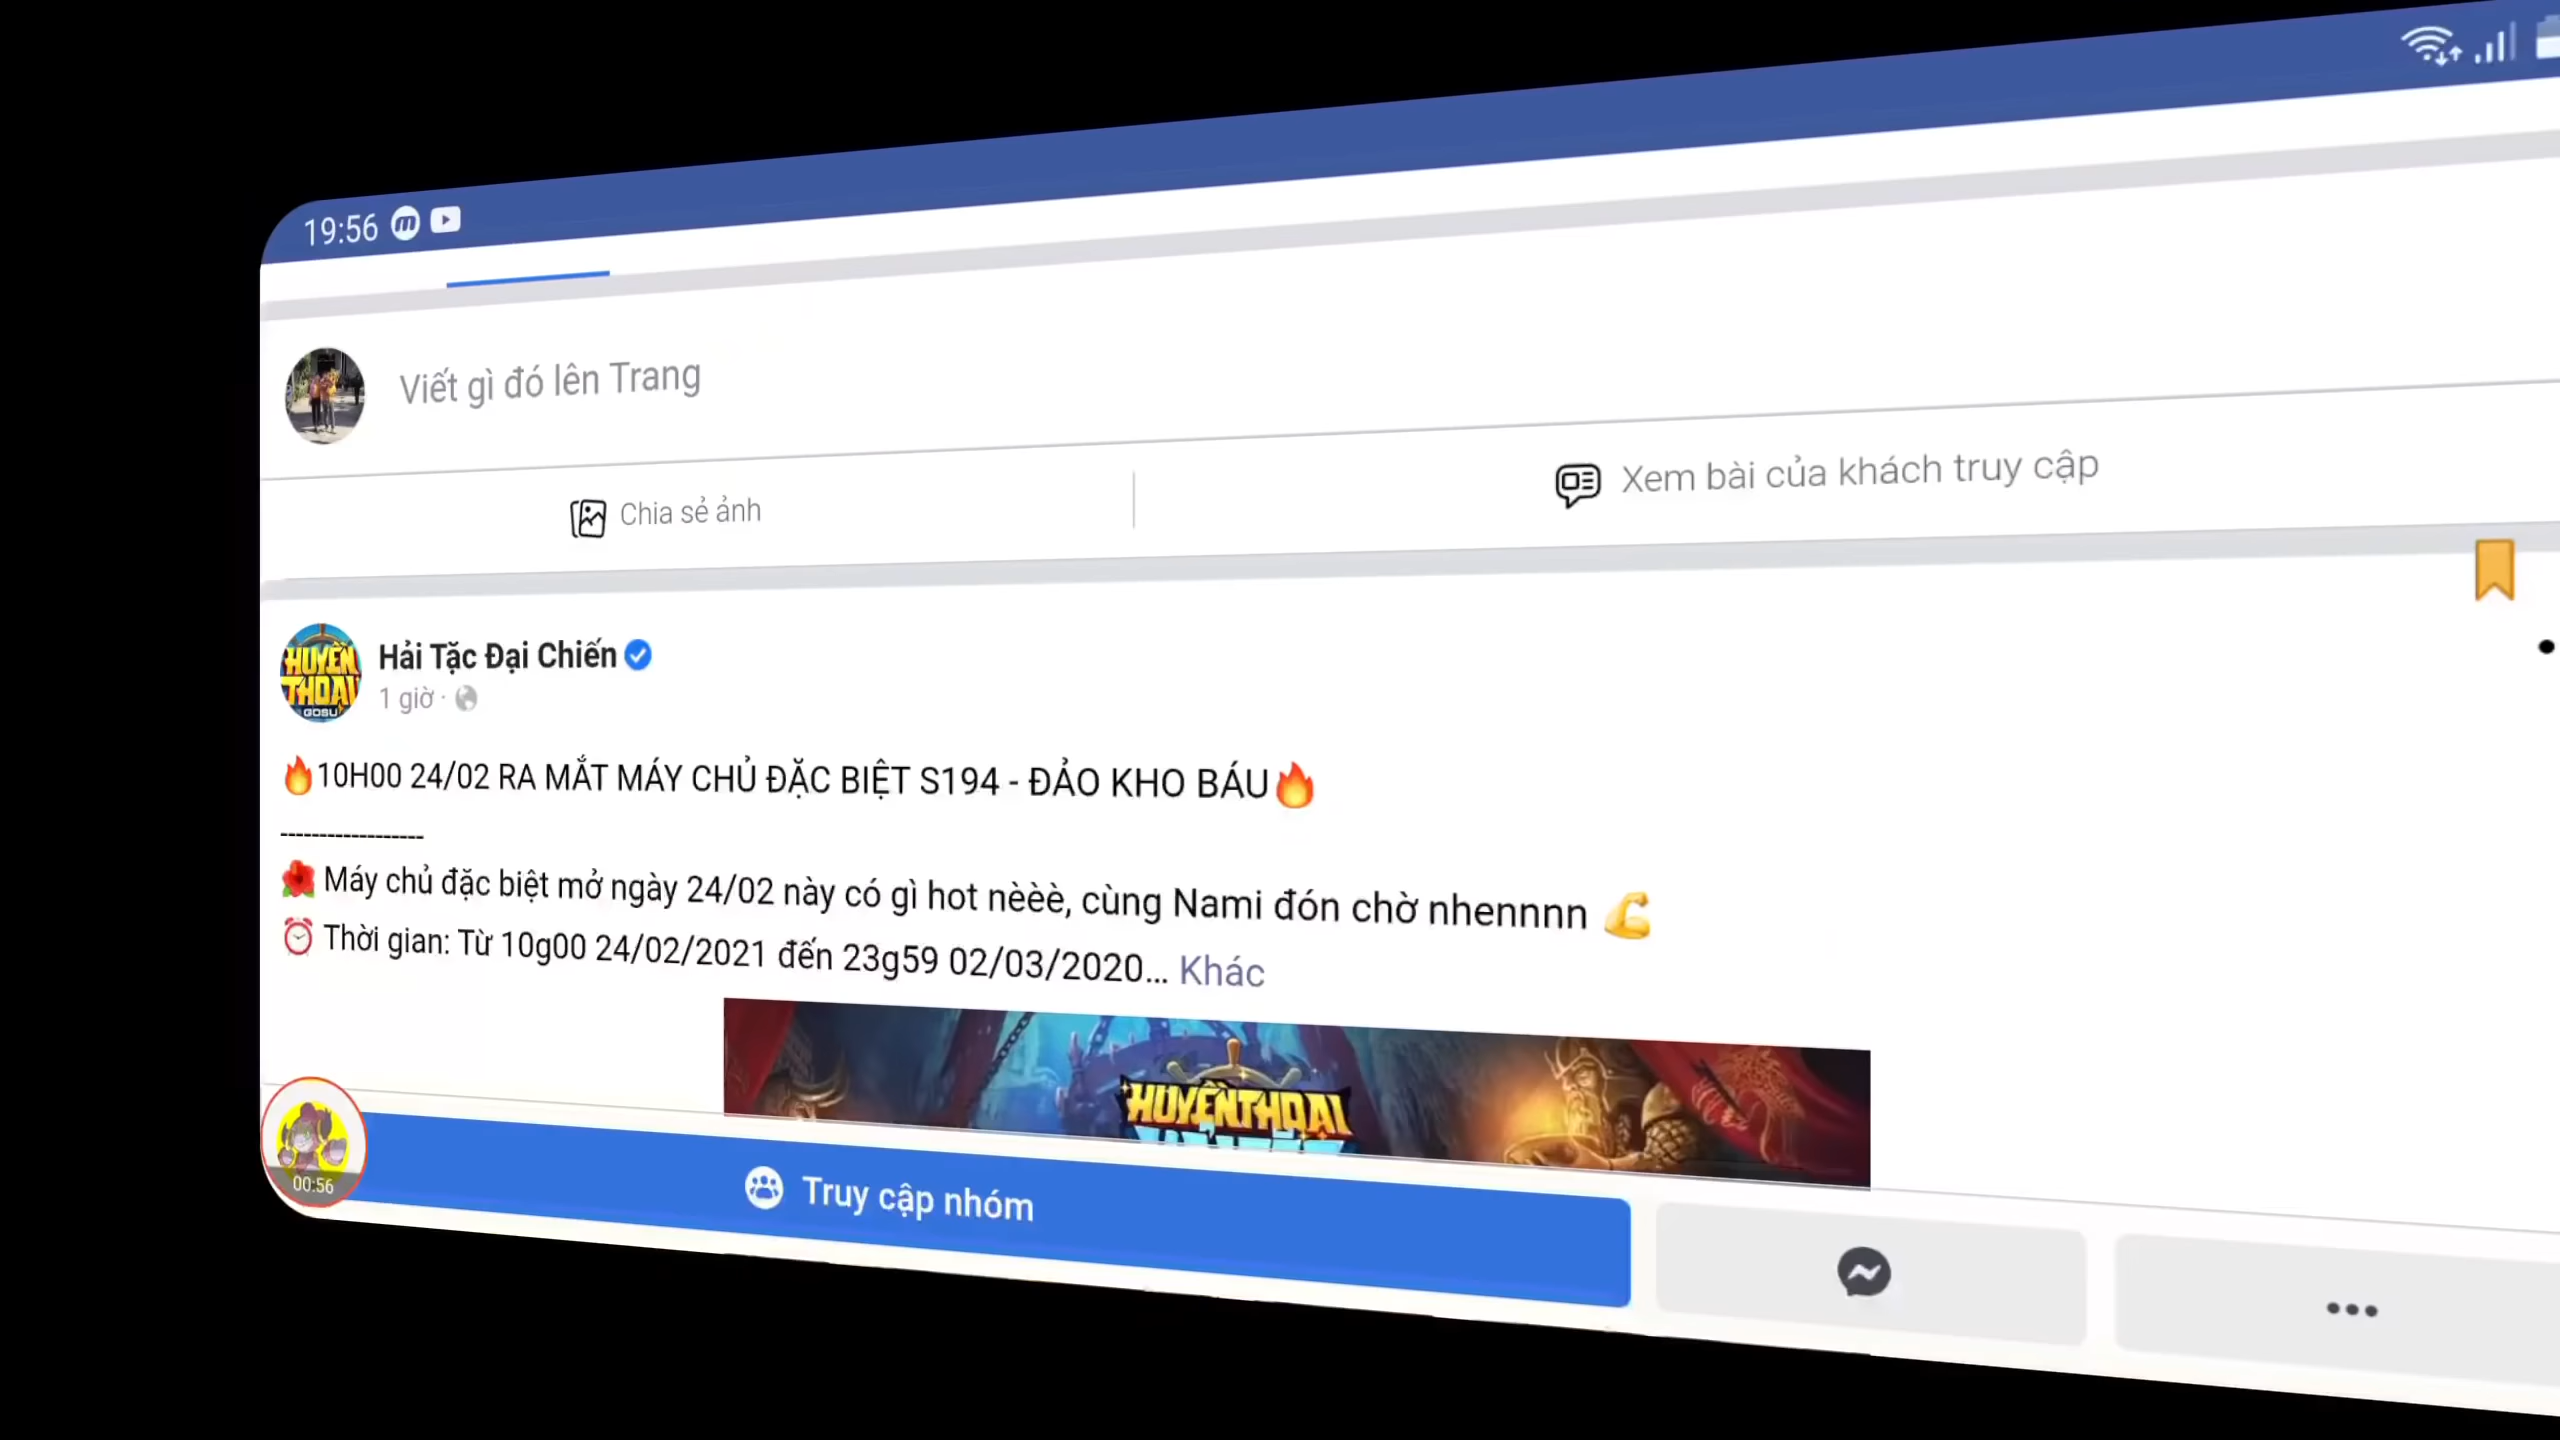 19:56
Viết gì đó lên Trang
Chia sẻ ảnh
Xem bài của khách truy cập
HUYỀN THOẠI GOSU
Hải Tặc Đại Chiến
1 giờ ·
🔥10H00 24/02 RA MẮT MÁY CHỦ ĐẶC BIỆT S194 - ĐẢO KHO BÁU🔥
------------------
🌺 Máy chủ đặc biệt mở ngày 24/02 này có gì hot nèèè, cùng Nami đón chờ nhennnn 💪
⏰ Thời gian: Từ 10g00 24/02/2021 đến 23g59 02/03/2020... Khác
HUYỀN THOẠI
00:56
Truy cập nhóm